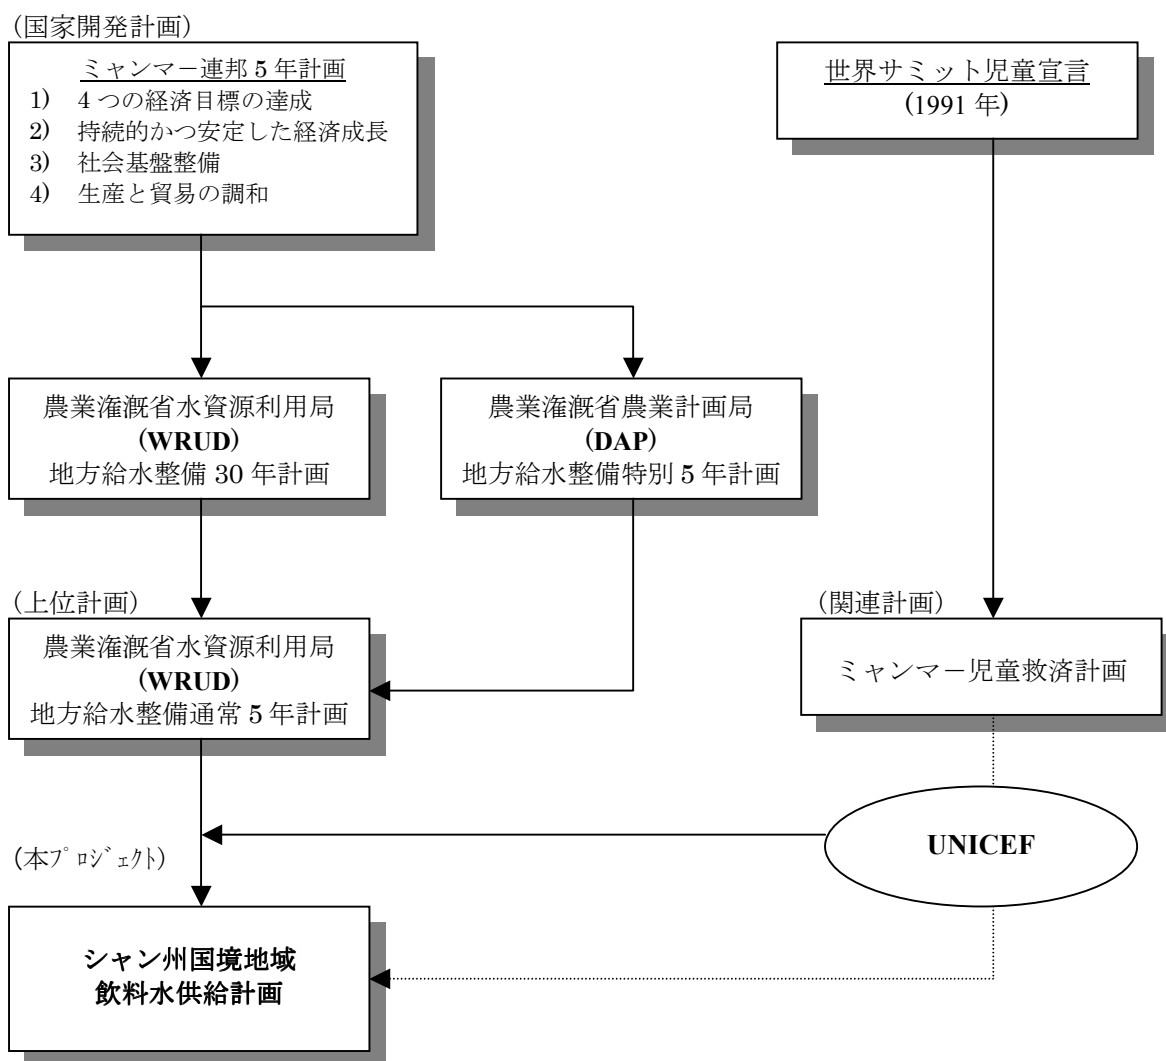 (国家開発計画)
ミャンマー連邦 5 年計画
1) 4 つの経済目標の達成
2) 持続的かつ安定した経済成長
3) 社会基盤整備
4) 生産と貿易の調和
世界サミット児童宣言
(1991 年)
農業潅漑省水資源利用局
(WRUD)
地方給水整備 30 年計画
農業潅漑省農業計画局
(DAP)
地方給水整備特別 5 年計画
(上位計画)
農業潅漑省水資源利用局
(WRUD)
地方給水整備通常 5 年計画
(関連計画)
ミャンマー児童救済計画
UNICEF
(本ﾌﾟﾛｼﾞｪｸﾄ)
シャン州国境地域
飲料水供給計画